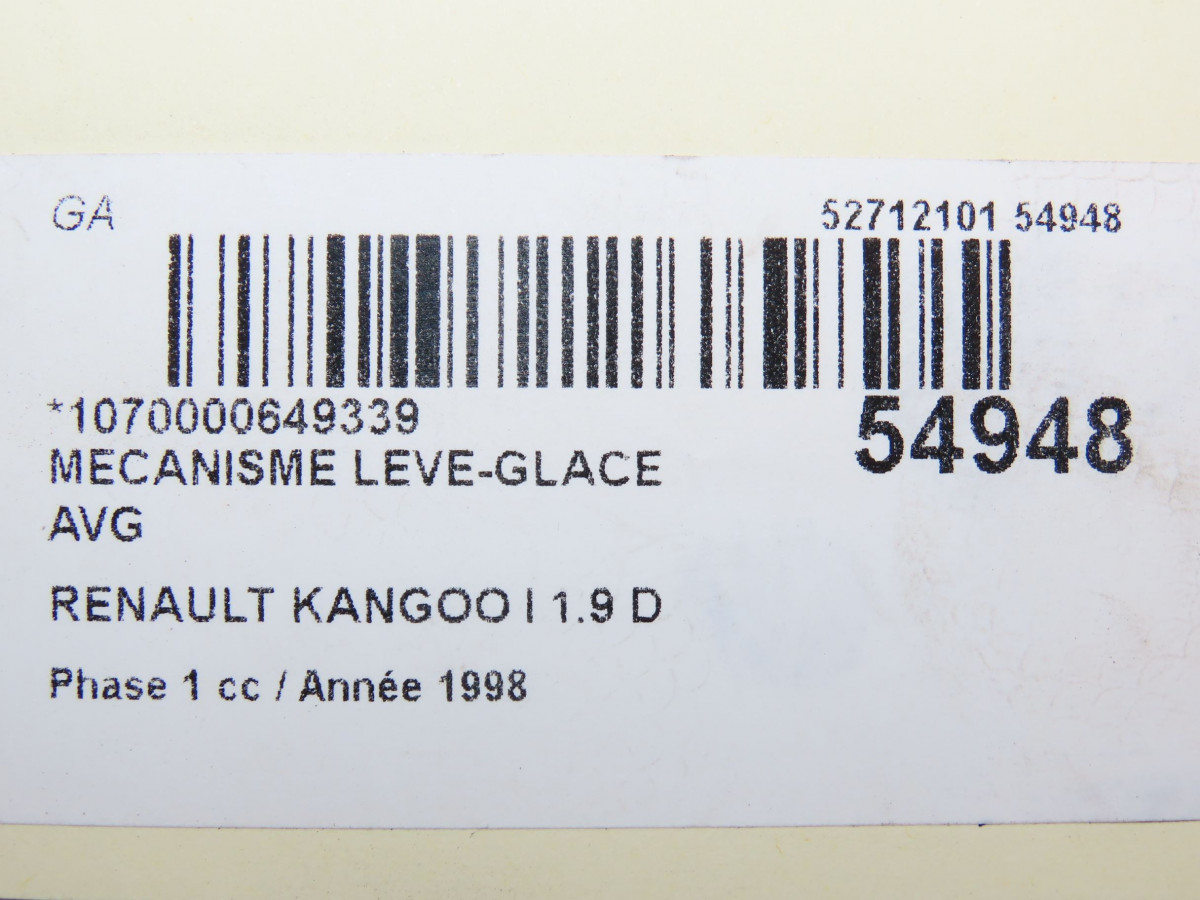 GA
52712101 54948
*1070000649339
54948
MECANISME LEVE-GLACE
AVG
RENAULT KANGOO I 1.9 D
Phase 1 cc / Année 1998